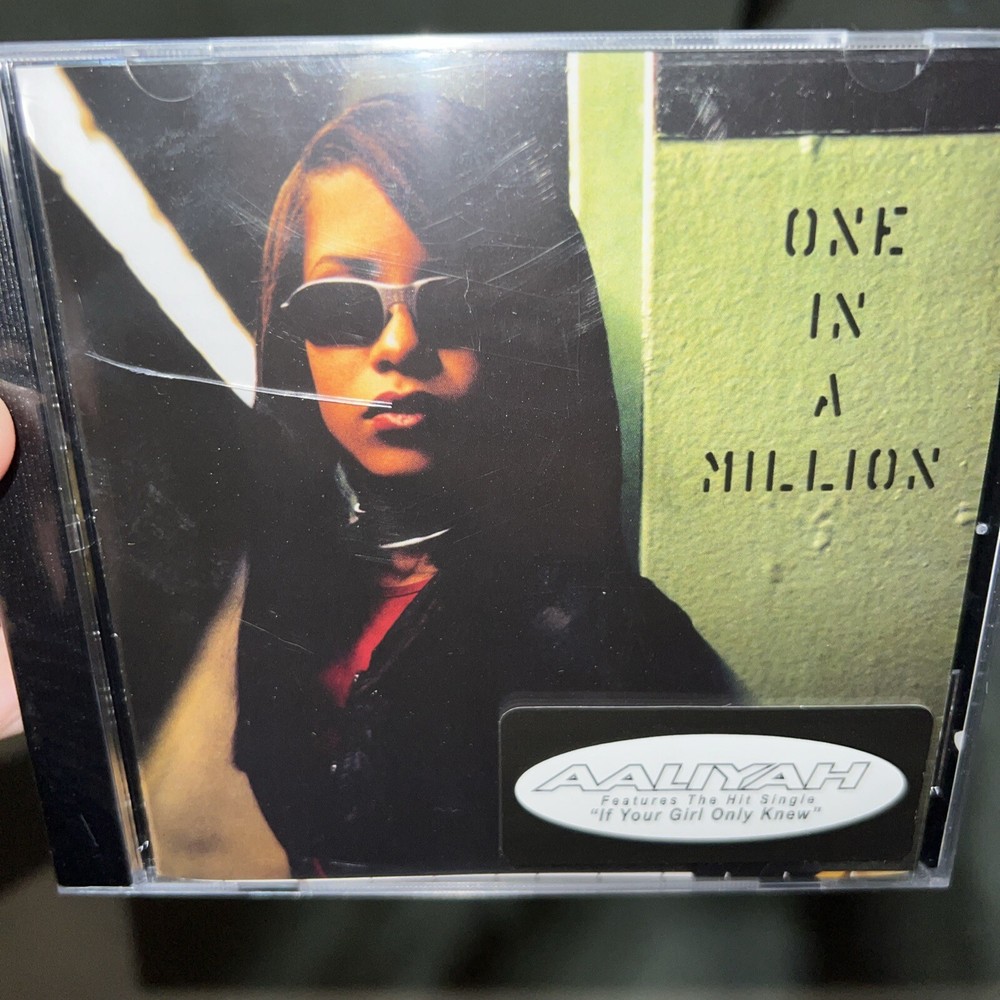 ONE
IN
A
MILLION
AALIYAH
Features The Hit Single
"If Your Girl Only Knew"